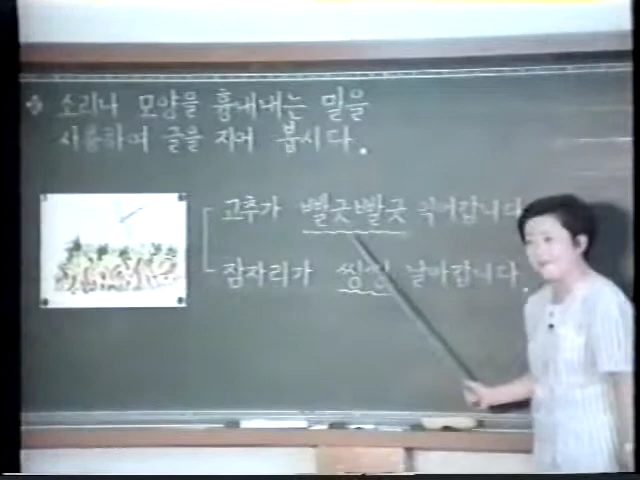 소리나 모양을 흉내내는 말을
사용하여 글을 지어 봅시다.
고추가 빨긋빨긋 익어갑니다
잠자리가 씽씽 날아갑니다.